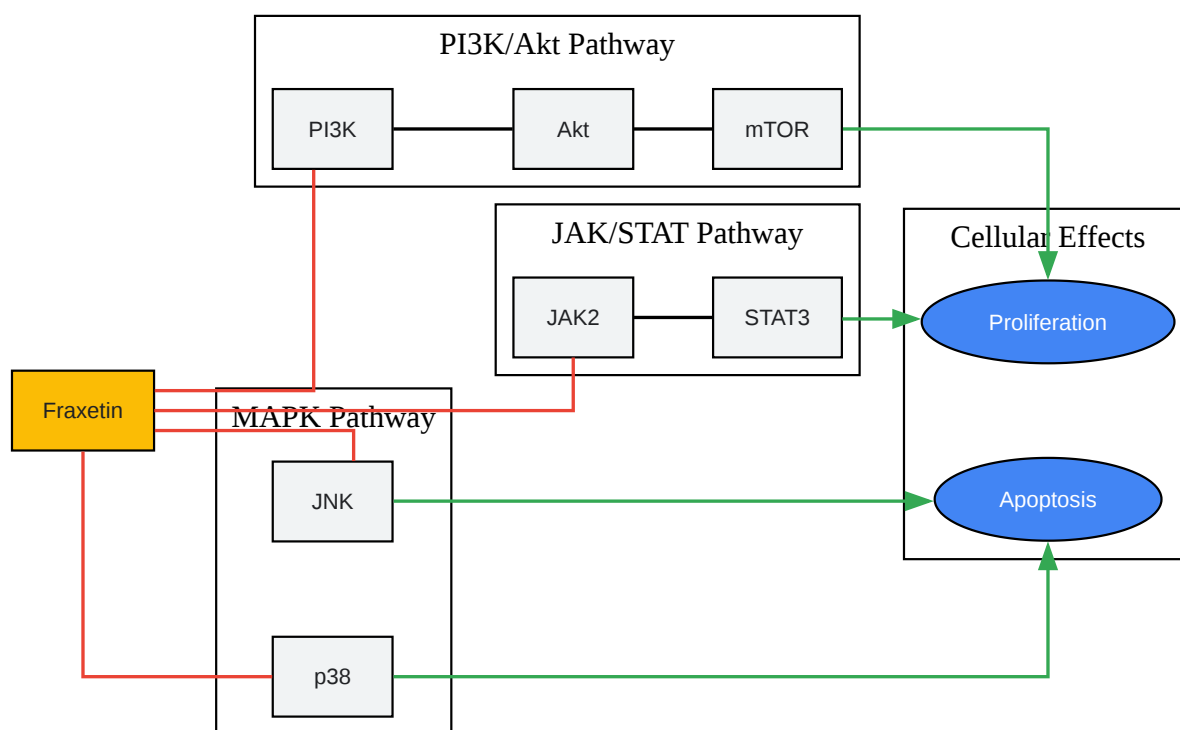 PI3K/Akt Pathway
PI3K
Akt
mTOR
JAK/STAT Pathway
JAK2
STAT3
Cellular Effects
Proliferation
Apoptosis
Fraxetin
MAPK Pathway
JNK
p38